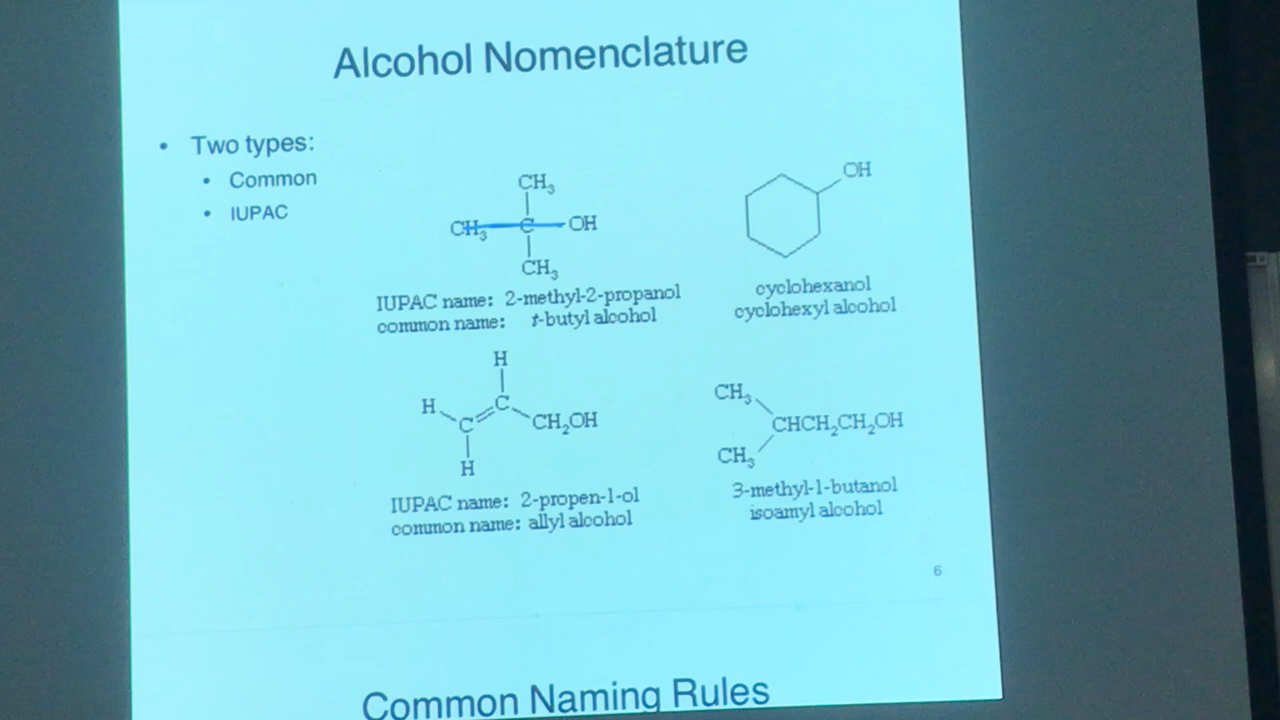 Alcohol Nomenclature
• Two types:
• Common
• IUPAC
CH₃
CH₃ C OH
CH₃
IUPAC name: 2-methyl-2-propanol
common name: t-butyl alcohol
OH
cyclohexanol
cyclohexyl alcohol
H
H C
C CH₂OH
H
IUPAC name: 2-propen-1-ol
common name: allyl alcohol
CH₃
CHCH₂CH₂OH
CH₃
3-methyl-1-butanol
isoamyl alcohol
6
Common Naming Rules